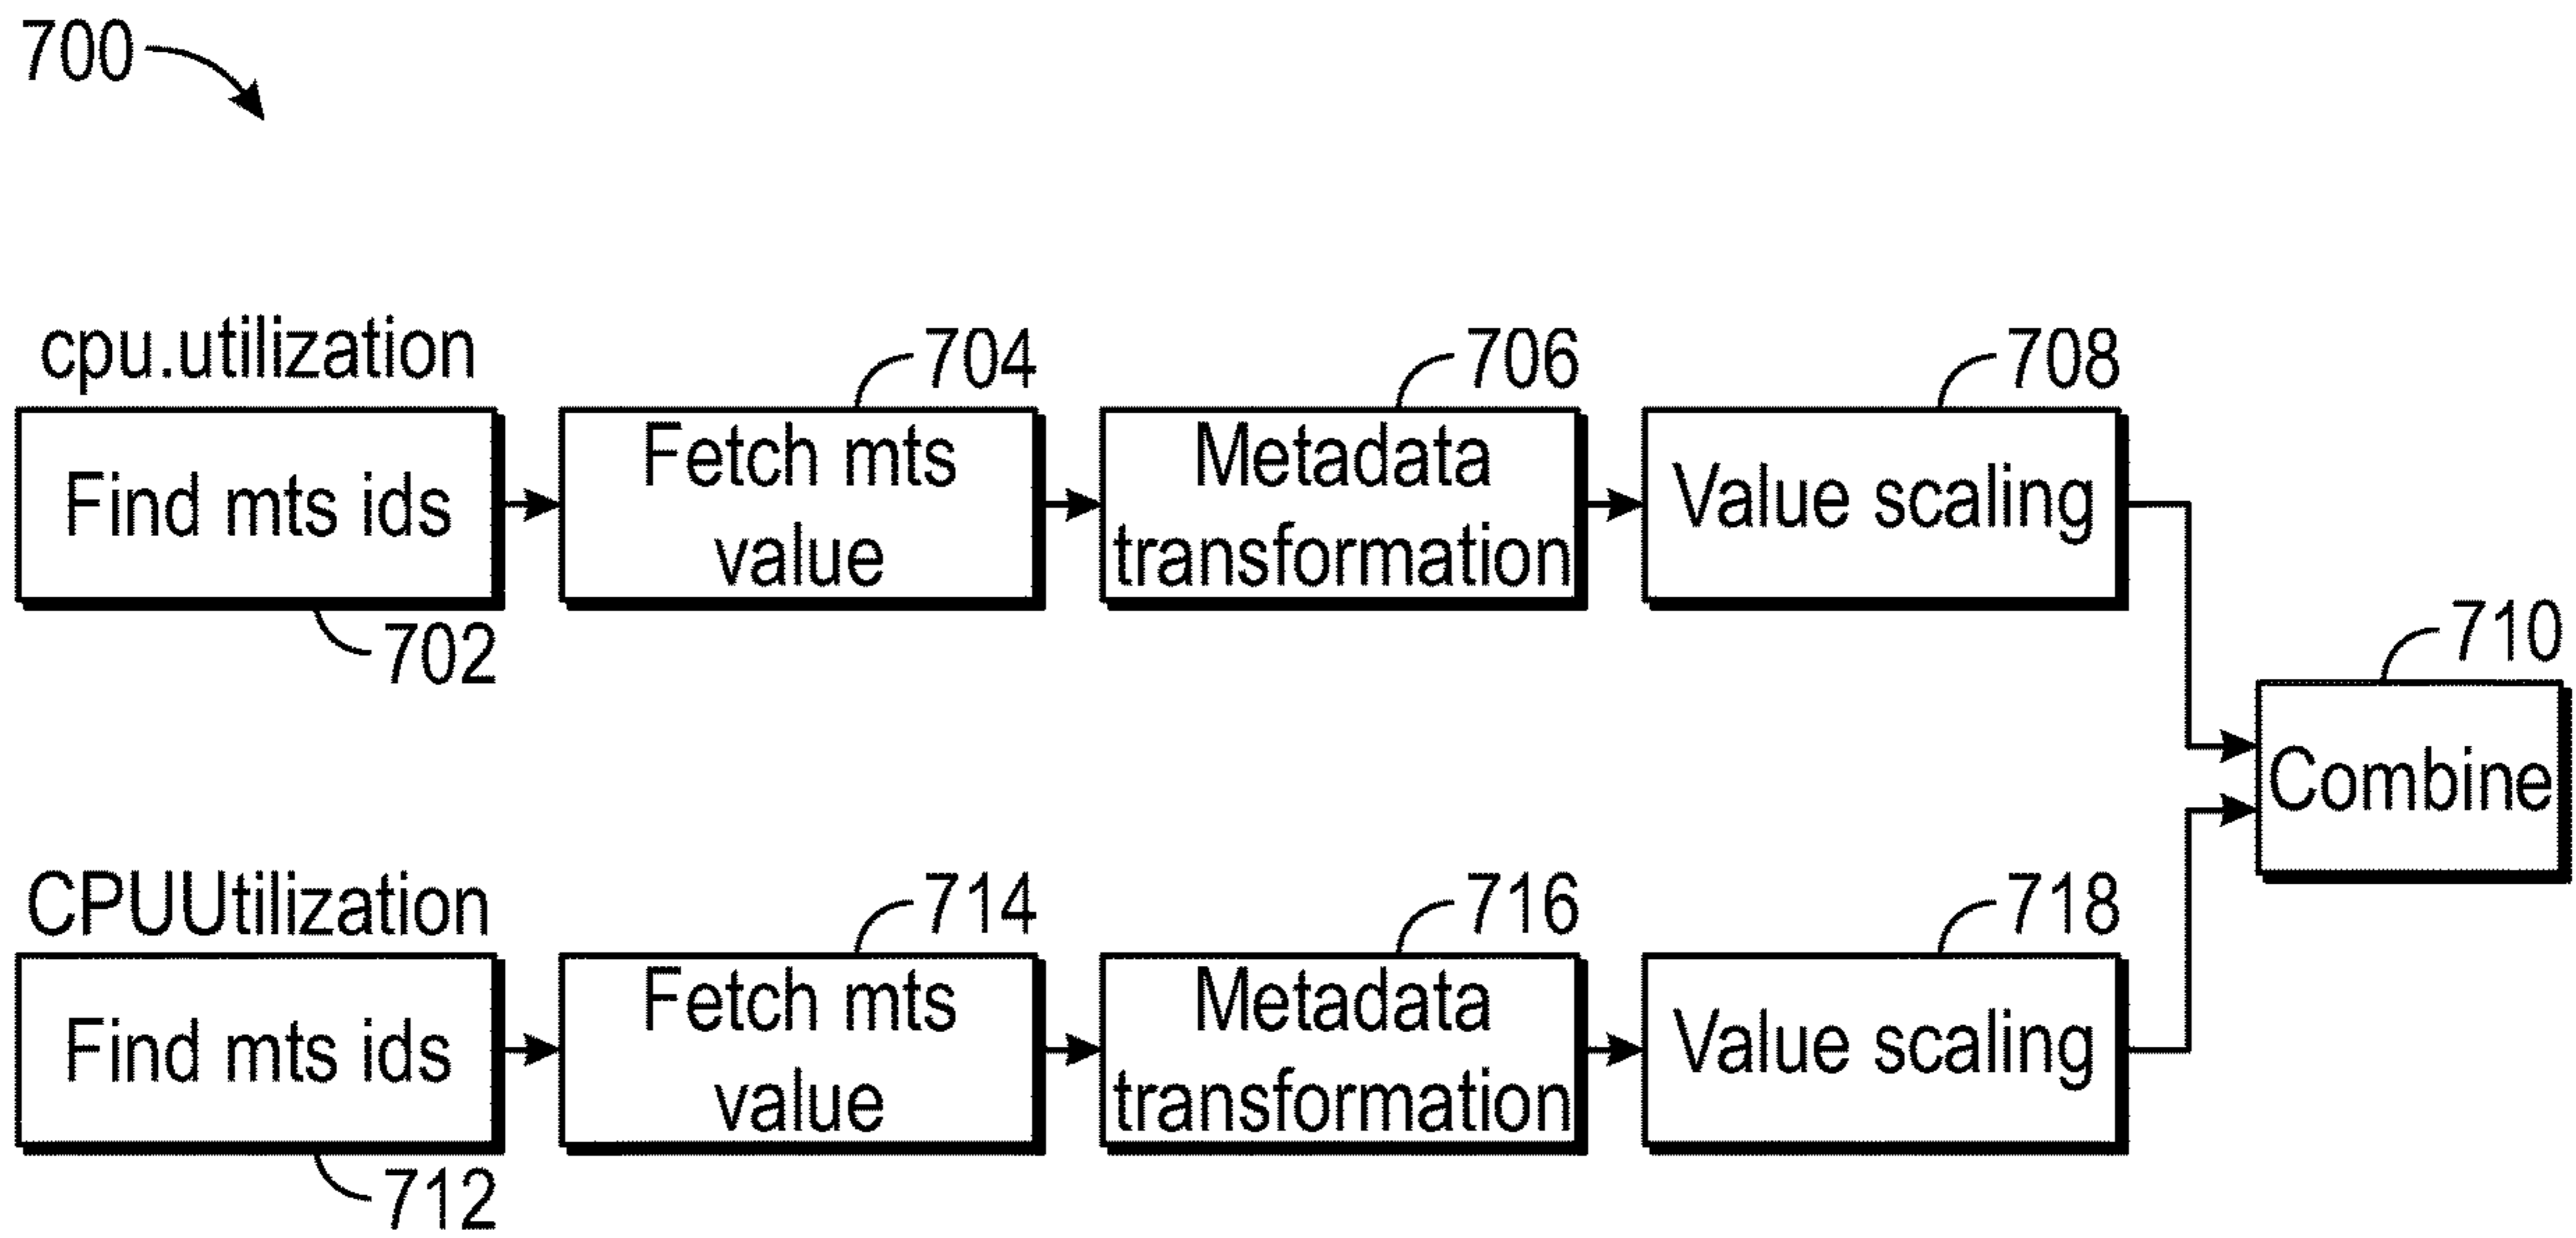 700
cpu.utilization
704
706
708
Find mts ids
Fetch mts
value
Metadata
transformation
Value scaling
702
710
Combine
CPUUtilization
714
716
718
Find mts ids
Fetch mts
value
Metadata
transformation
Value scaling
712